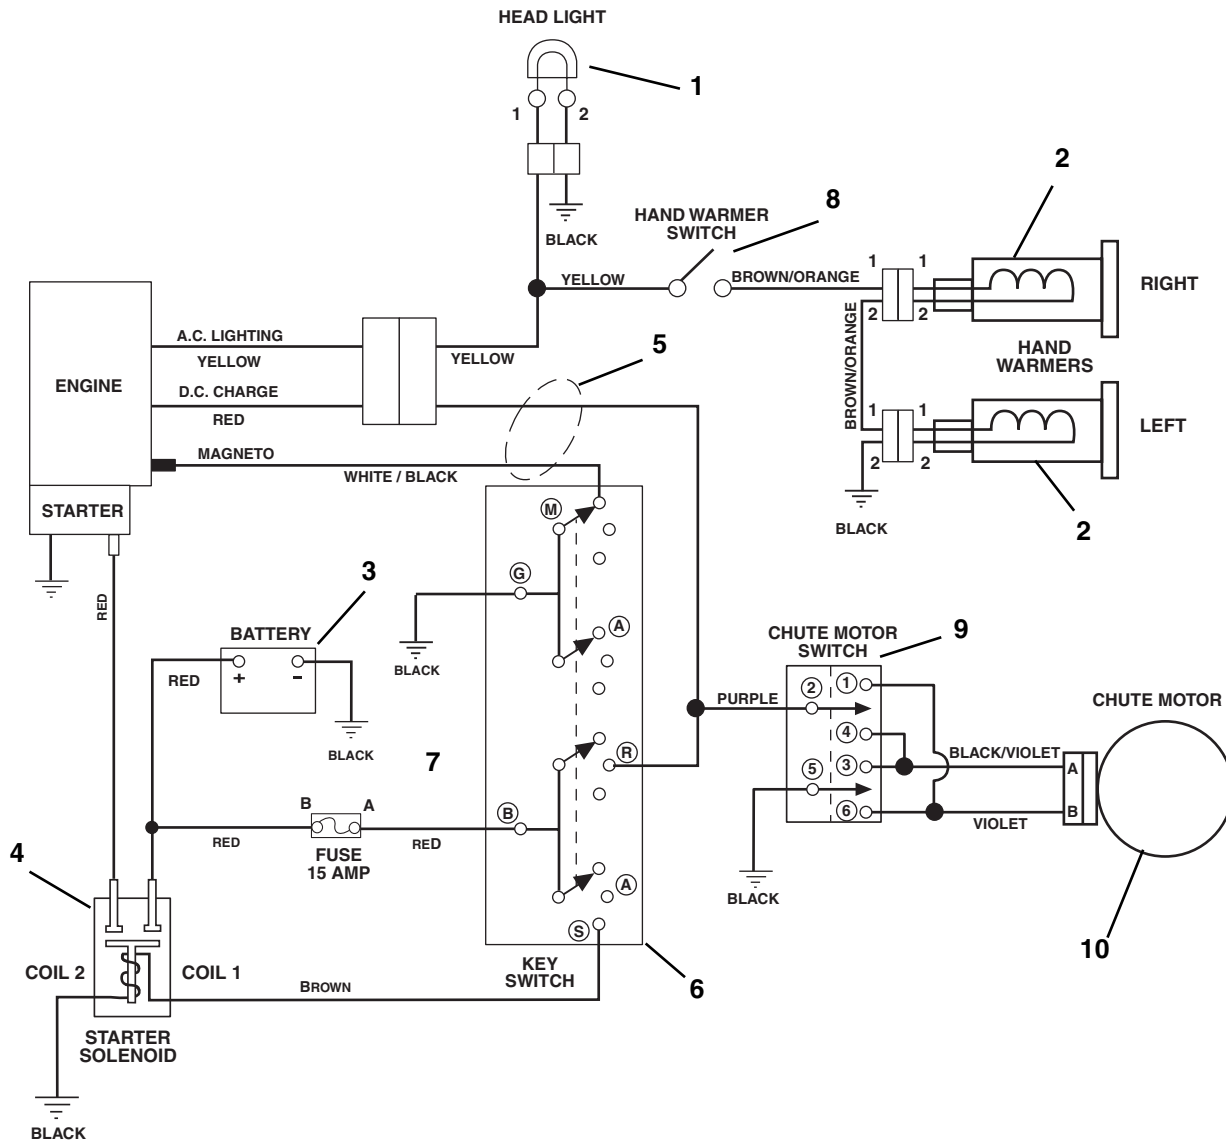 HEAD LIGHT
1
1
2
BLACK
2
8
HAND WARMER
SWITCH
YELLOW
BROWN/ORANGE
1
1
2
2
RIGHT
BROWN/ORANGE
HAND
WARMERS
1
1
2
2
LEFT
BLACK
2
ENGINE
A.C. LIGHTING
YELLOW
YELLOW
5
D.C. CHARGE
RED
MAGNETO
WHITE / BLACK
STARTER
RED
M
G
A
BLACK
3
BATTERY
+
-
RED
BLACK
7
R
B
A
B
RED
RED
FUSE
15 AMP
A
S
KEY
SWITCH
6
4
COIL 2
COIL 1
BROWN
STARTER
SOLENOID
BLACK
CHUTE MOTOR
SWITCH
9
PURPLE
2
1
4
5
3
6
BLACK
BLACK/VIOLET
VIOLET
A
B
CHUTE MOTOR
10